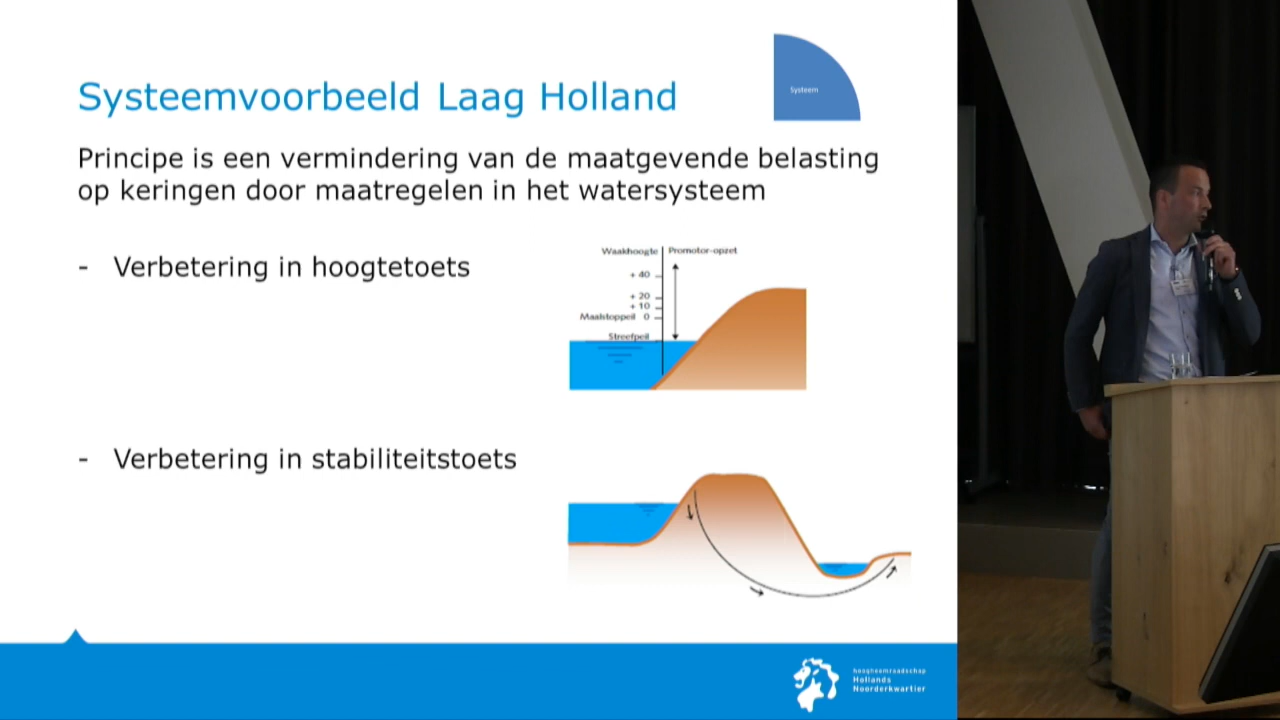 Systeemvoorbeeld Laag Holland
Systeem
Principe is een vermindering van de maatgevende belasting
op keringen door maatregelen in het watersysteem
- Verbetering in hoogtetoets
Waakhoogte Promotor-opzet
+ 40
+ 20
+ 10
Maalstoppeil 0
Streefpeil
- Verbetering in stabiliteitstoets
hoogheemraadschap
Hollands
Noorderkwartier